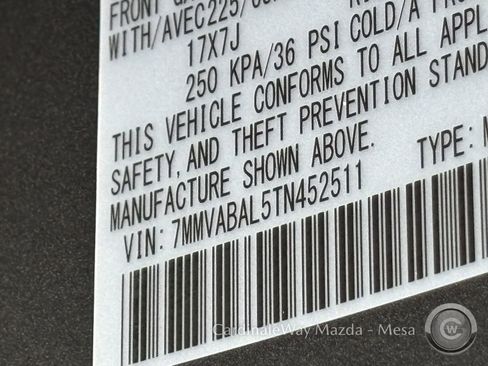 WITH/AVEC225/
17X7J
250 KPA/36 PSI COLD/A
THIS VEHICLE CONFORMS TO ALL APPL
SAFETY, AND THEFT PREVENTION STAND
MANUFACTURE SHOWN ABOVE.
VIN: 7MMVABAL5TN452511 TYPE:
CardinaleWay Mazda - Mesa